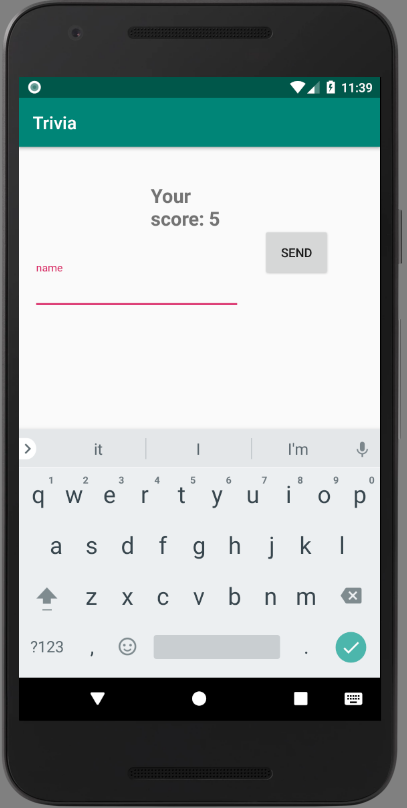 11:39
Trivia
Your
score: 5
SEND
name
it I I'm
1 2 3 4 5 6 7 8 9 0
q w e r t y u i o p
a s d f g h j k l
z x c v b n m
?123 , .